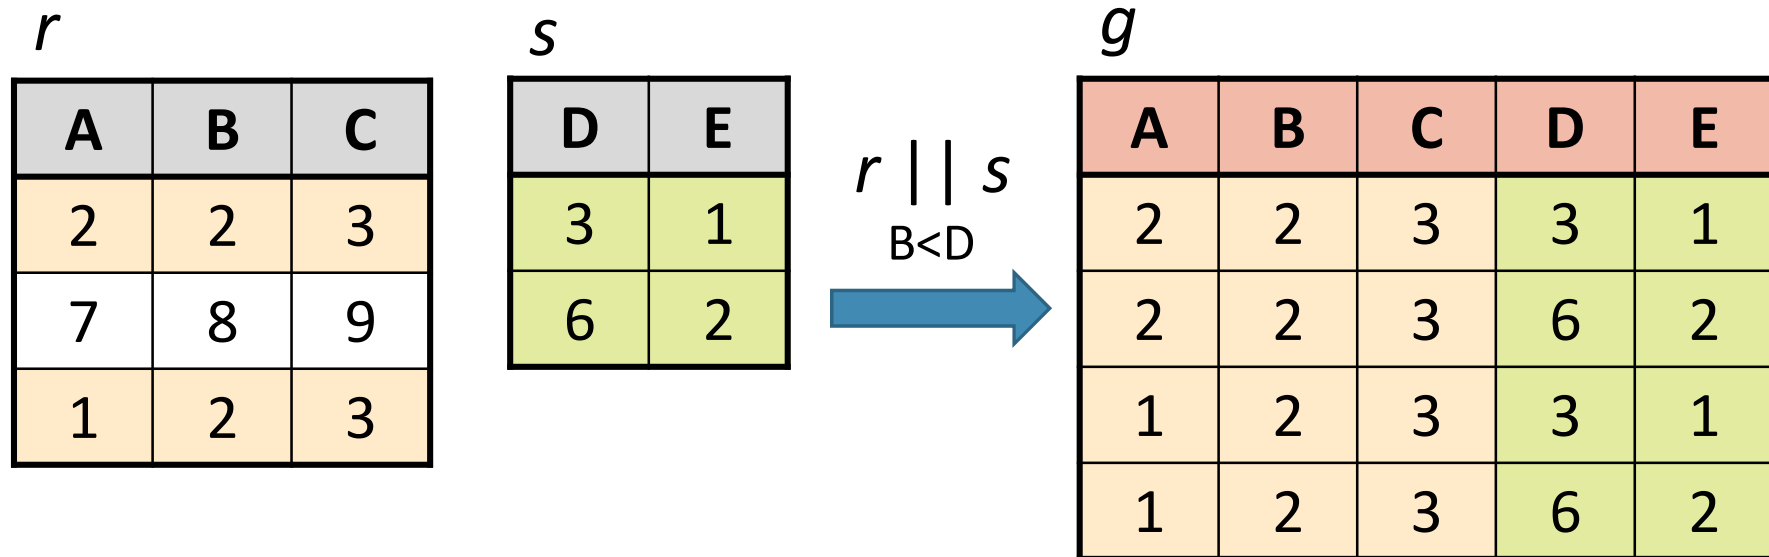 r
A B C
2 2 3
7 8 9
1 2 3
s
D E
3 1
6 2
r || s
B<D
g
A B C D E
2 2 3 3 1
2 2 3 6 2
1 2 3 3 1
1 2 3 6 2